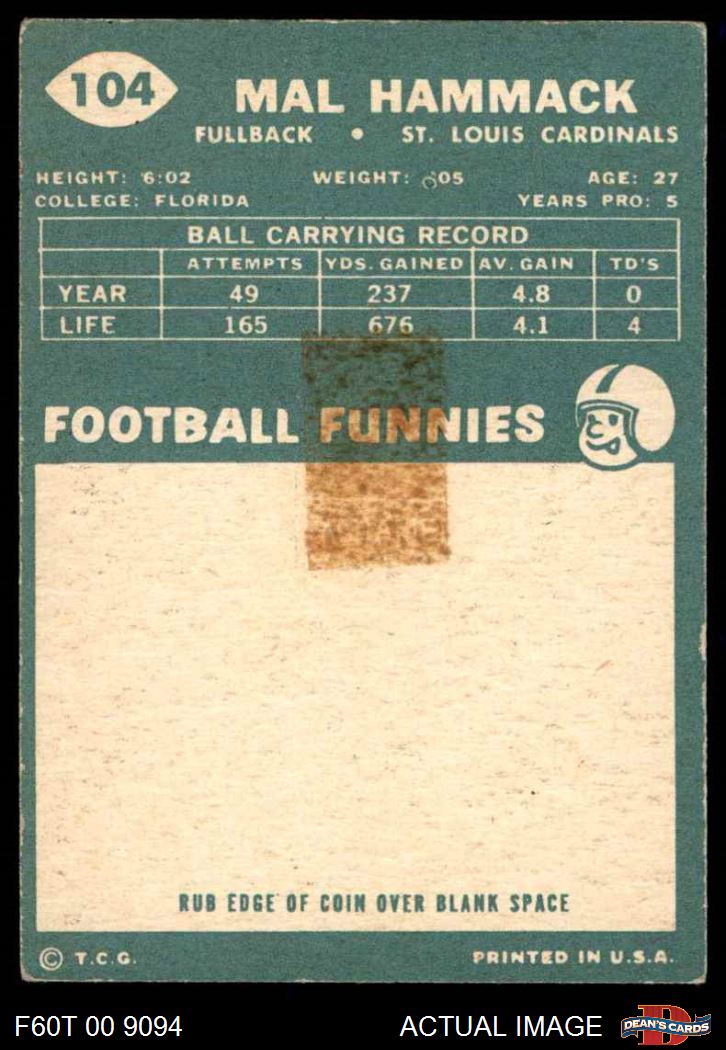 104
MAL HAMMACK
FULLBACK • ST. LOUIS CARDINALS
HEIGHT: 6:02 WEIGHT: 05 AGE: 27
COLLEGE: FLORIDA YEARS PRO: 5
BALL CARRYING RECORD
ATTEMPTS YDS. GAINED AV. GAIN TD'S
YEAR 49 237 4.8 0
LIFE 165 676 4.1 4
FOOTBALL FUNNIES
RUB EDGE OF COIN OVER BLANK SPACE
© T.C.G. PRINTED IN U.S.A.
F60T 00 9094 ACTUAL IMAGE D DEAN'S CARDS